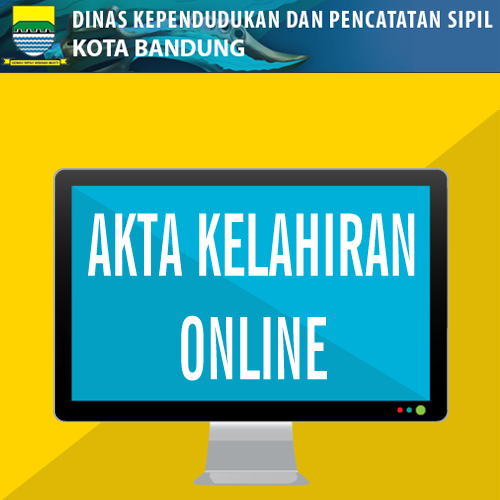 DINAS KEPENDUDUKAN DAN PENCATATAN SIPIL
KOTA BANDUNG
AKTA KELAHIRAN
ONLINE